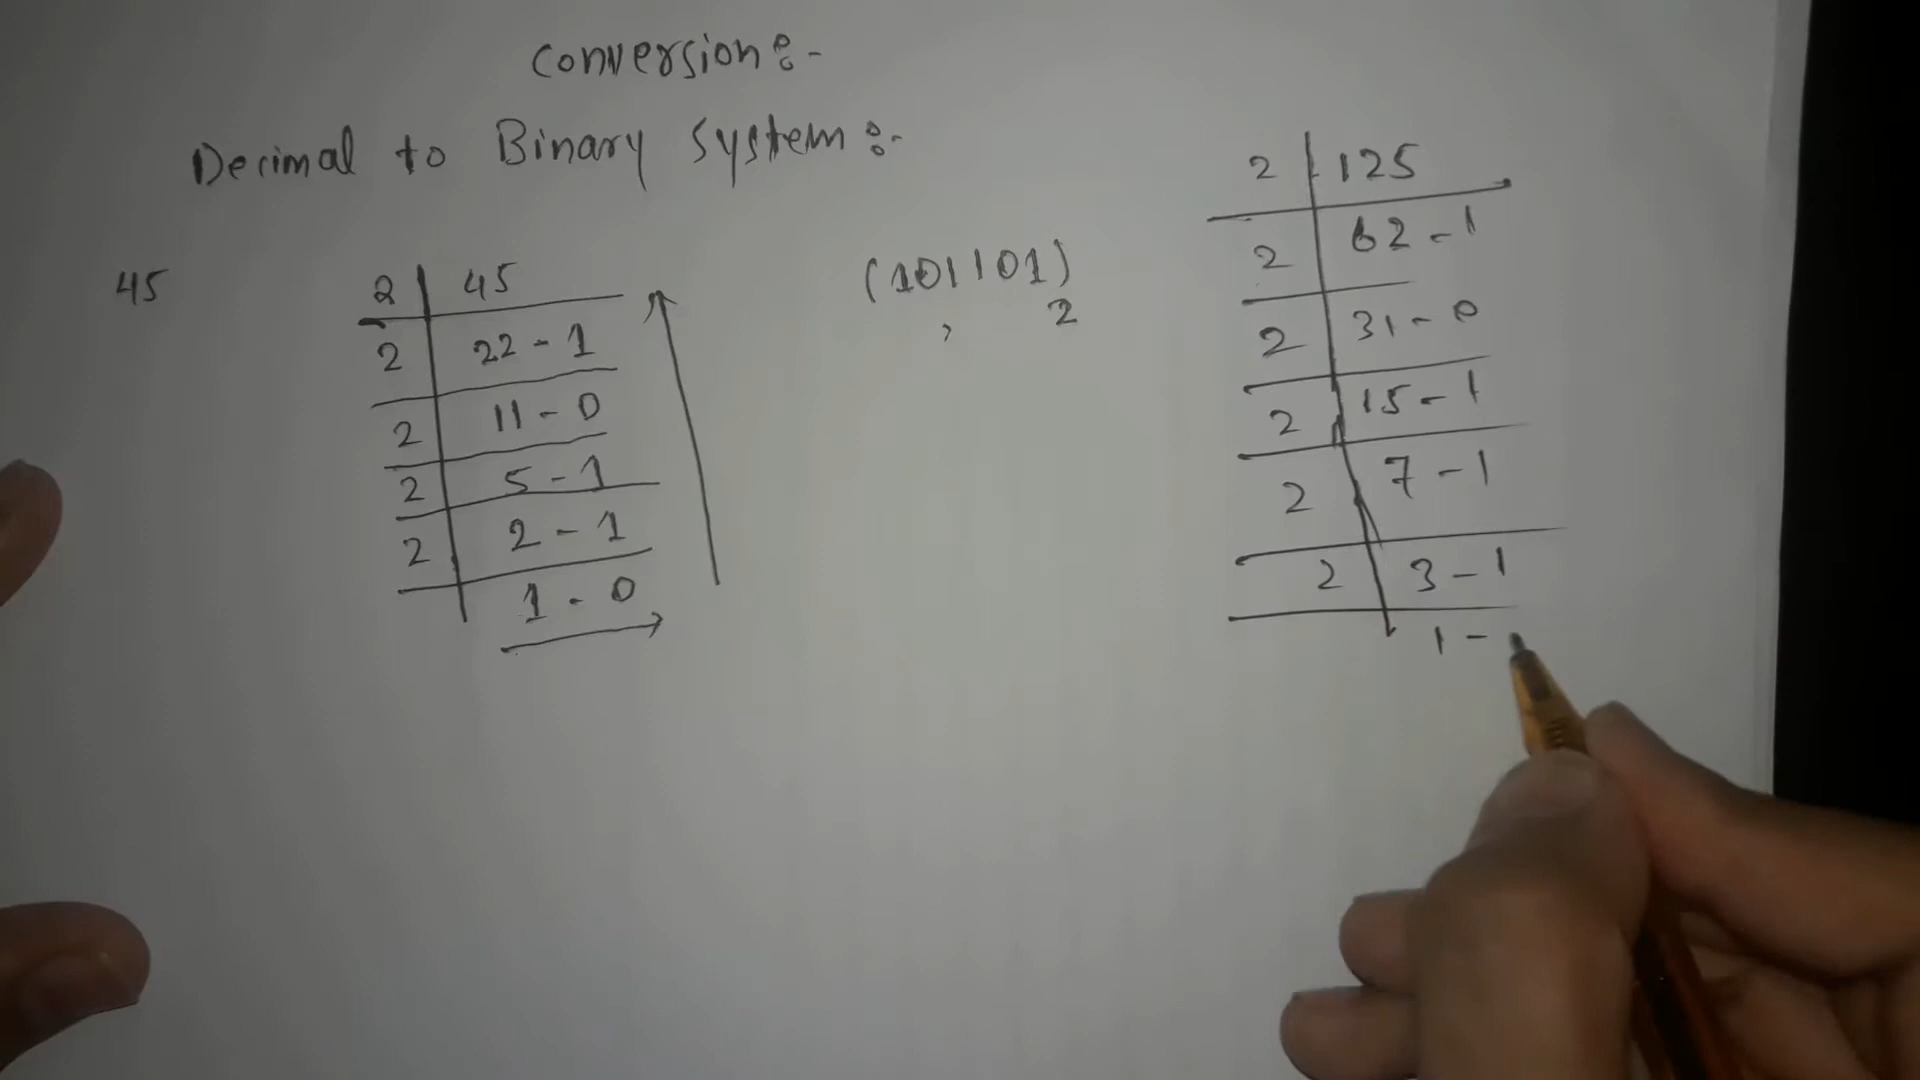 Conversion:-
Decimal to Binary System:-
45
2 | 45
2 | 22 - 1
2 | 11 - 0
2 | 5 - 1
2 | 2 - 1
1 - 0
(101101)
, 2
2 | 125
2 | 62 - 1
2 | 31 - 0
2 | 15 - 1
2 | 7 - 1
2 | 3 - 1
1 -